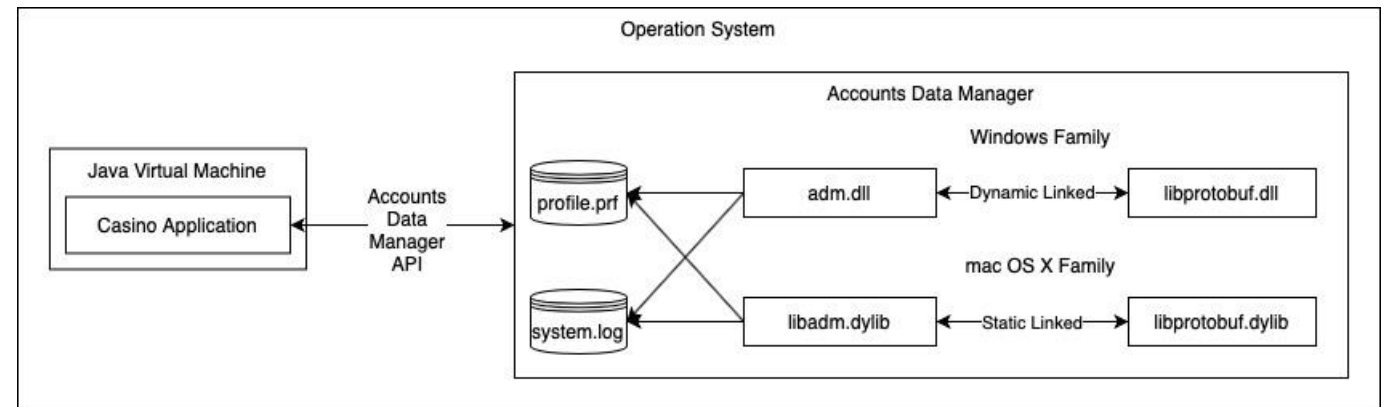 Operation System
Accounts Data Manager
Windows Family
Java Virtual Machine
Casino Application
Accounts
Data
Manager
API
profile.prf
adm.dll
Dynamic Linked
libprotobuf.dll
mac OS X Family
system.log
libadm.dylib
Static Linked
libprotobuf.dylib